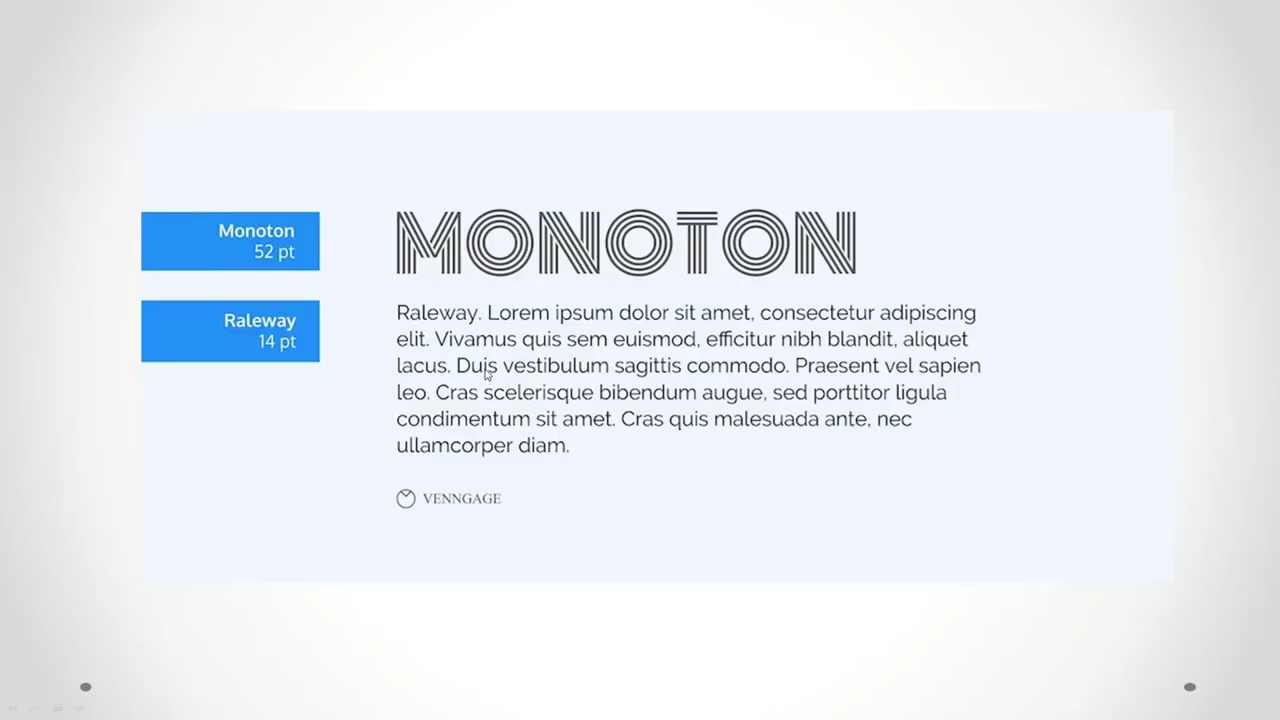 Monoton
52 pt
Raleway
14 pt
MONOTON
Raleway. Lorem ipsum dolor sit amet, consectetur adipiscing
elit. Vivamus quis sem euismod, efficitur nibh blandit, aliquet
lacus. Duis vestibulum sagittis commodo. Praesent vel sapien
leo. Cras scelerisque bibendum augue, sed porttitor ligula
condimentum sit amet. Cras quis malesuada ante, nec
ullamcorper diam.
VENNGAGE